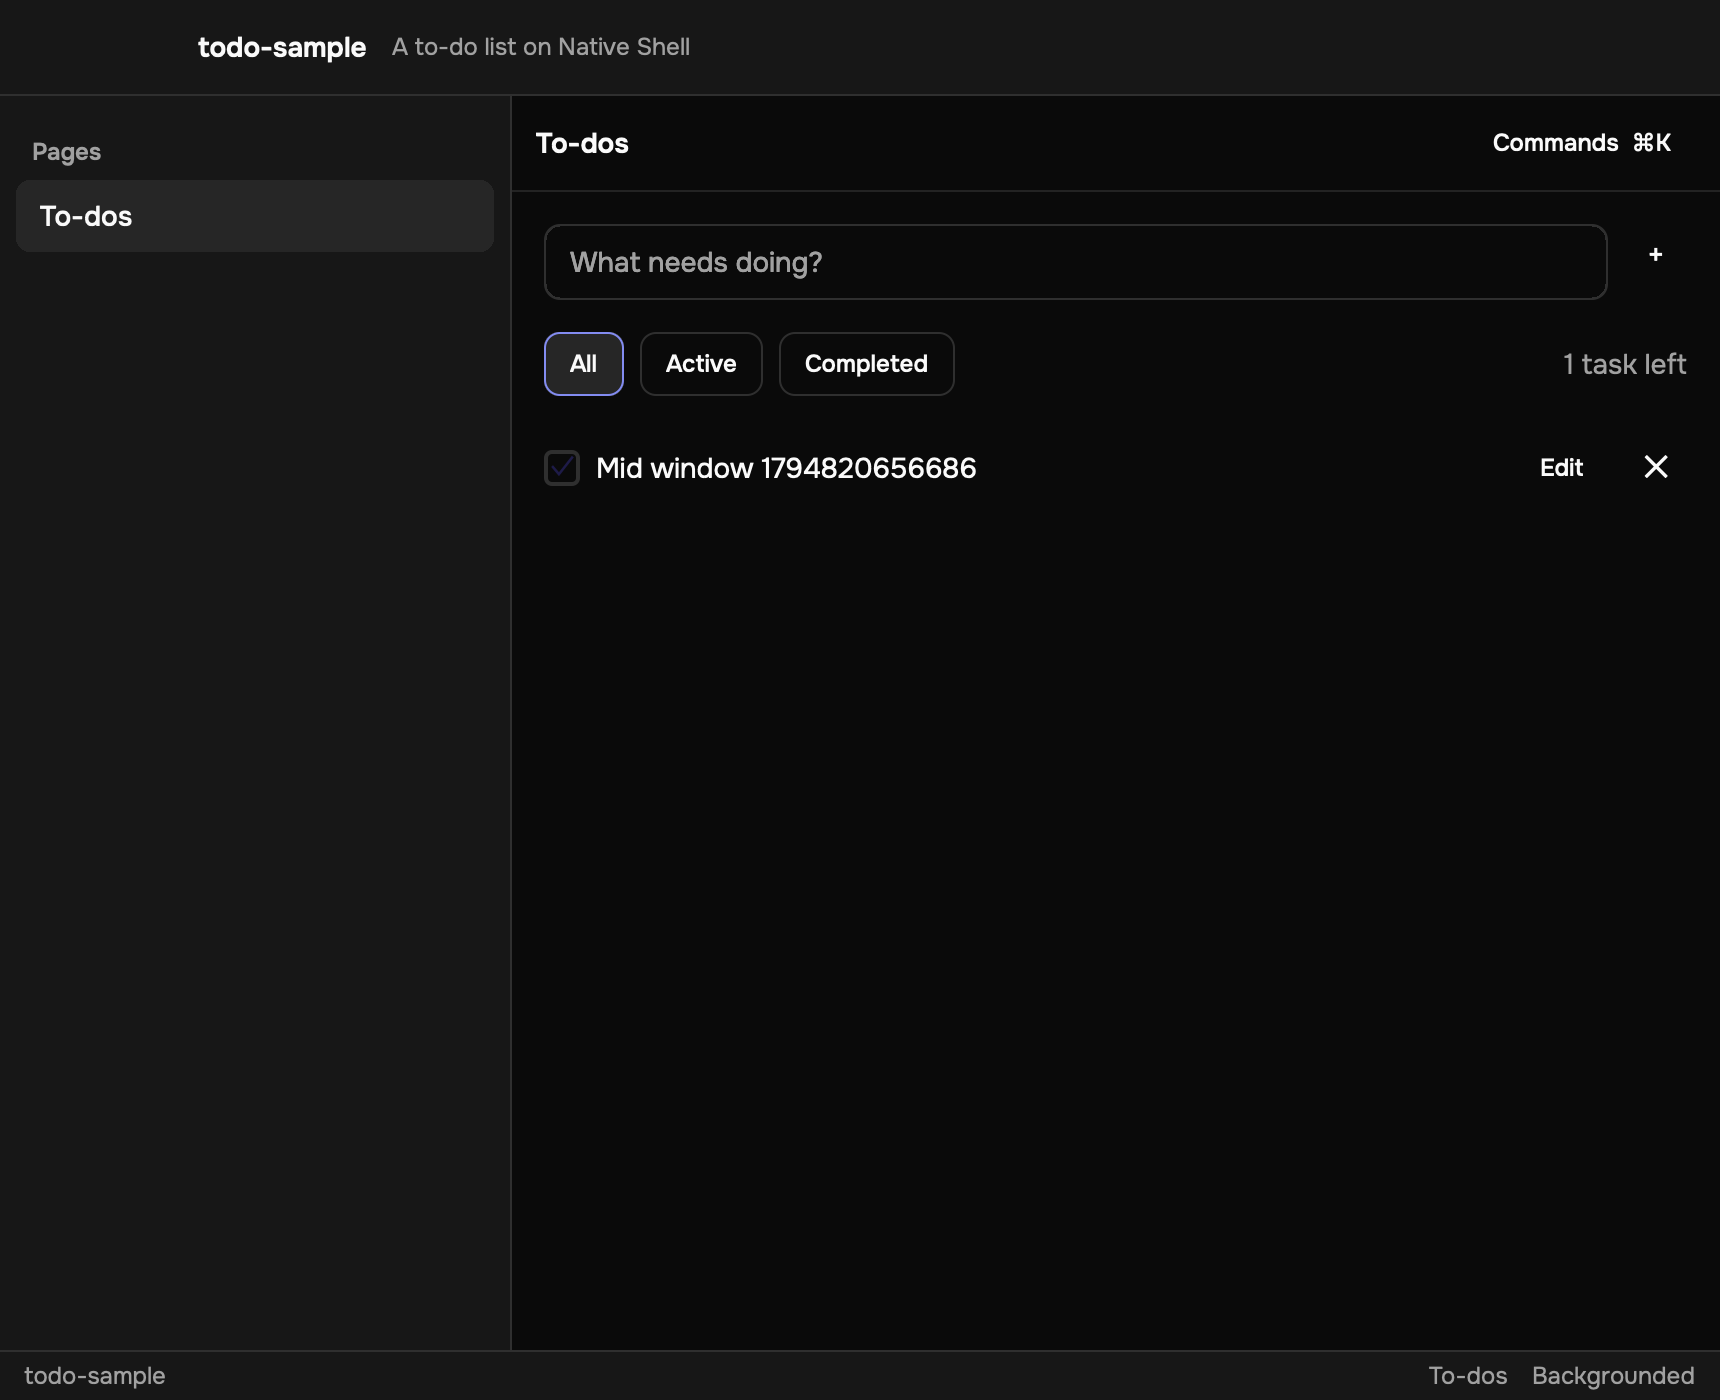 todo-sample A to-do list on Native Shell
Pages
To-dos
To-dos
Commands ⌘K
What needs doing?
+
All
Active
Completed
1 task left
Mid window 1794820656686
Edit
todo-sample
To-dos
Backgrounded